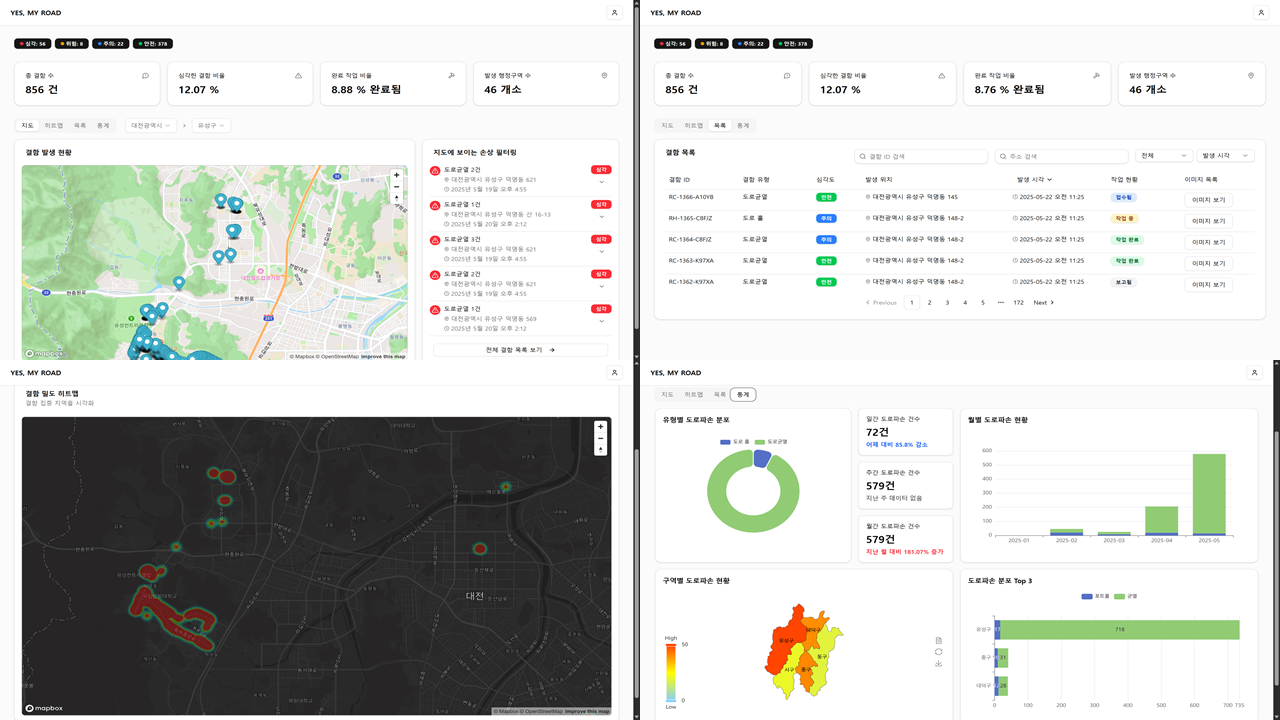 YES, MY ROAD
심각: 56
위험: 8
주의: 22
안전: 378
총 결함 수
856 건
심각한 결함 비율
12.07 %
완료 작업 비율
8.88 % 완료됨
발생 행정구역 수
46 개소
지도
히트맵
목록
통계
대전광역시
유성구
결함 발생 현황
대전월드컵경기장
현충원로
현충원로
유성컨트리클럽
mapbox
© Mapbox © OpenStreetMap Improve this map
지도에 보이는 손상 필터링
도로균열 2건
심각
대전광역시 유성구 덕명동 621
2025년 5월 19일 오후 4:55
도로균열 1건
심각
대전광역시 유성구 덕명동 산 16-13
2025년 5월 20일 오후 2:12
도로균열 3건
심각
대전광역시 유성구 덕명동 621
2025년 5월 19일 오후 4:55
도로균열 2건
심각
대전광역시 유성구 덕명동 621
2025년 5월 19일 오후 4:55
도로균열 1건
심각
대전광역시 유성구 덕명동 569
2025년 5월 20일 오후 2:12
전체 결함 목록 보기 →
YES, MY ROAD
심각: 56
위험: 8
주의: 22
안전: 378
총 결함 수
856 건
심각한 결함 비율
12.07 %
완료 작업 비율
8.76 % 완료됨
발생 행정구역 수
46 개소
지도
히트맵
목록
통계
결함 목록
결함 ID 검색
주소 검색
전체
발생 시각
결함 ID 결함 유형 심각도 발생 위치 발생 시각 작업 현황 이미지 목록
RC-1366-A10YB 도로균열 안전 대전광역시 유성구 덕명동 145 2025-05-22 오전 11:25 접수됨 이미지 보기
RH-1365-C8FJZ 도로 홀 주의 대전광역시 유성구 덕명동 148-2 2025-05-22 오전 11:25 작업 중 이미지 보기
RC-1364-C8FJZ 도로균열 주의 대전광역시 유성구 덕명동 148-2 2025-05-22 오전 11:25 작업 완료 이미지 보기
RC-1363-K97XA 도로균열 안전 대전광역시 유성구 덕명동 148-2 2025-05-22 오전 11:25 작업 완료 이미지 보기
RC-1362-K97XA 도로균열 안전 대전광역시 유성구 덕명동 148-2 2025-05-22 오전 11:25 보고됨 이미지 보기
Previous 1 2 3 4 5 ··· 172 Next
YES, MY ROAD
결함 밀도 히트맵
결함 집중 지역을 시각화
대전
mapbox
© Mapbox © OpenStreetMap Improve this map
YES, MY ROAD
지도
히트맵
목록
통계
유형별 도로파손 분포
도로 홀
도로균열
일간 도로파손 건수
72건
어제 대비 85.8% 감소
주간 도로파손 건수
579건
지난 주 데이터 없음
월간 도로파손 건수
579건
지난 월 대비 181.07% 증가
월별 도로파손 현황
600
500
400
300
200
100
0
2025-01 2025-02 2025-03 2025-04 2025-05
구역별 도로파손 현황
High
50
0
Low
유성구
대덕구
동구
서구
중구
도로파손 분포 Top 3
포트홀
균열
유성구 17 718
중구 31
대덕구 28
0 100 200 300 400 500 600 700 735